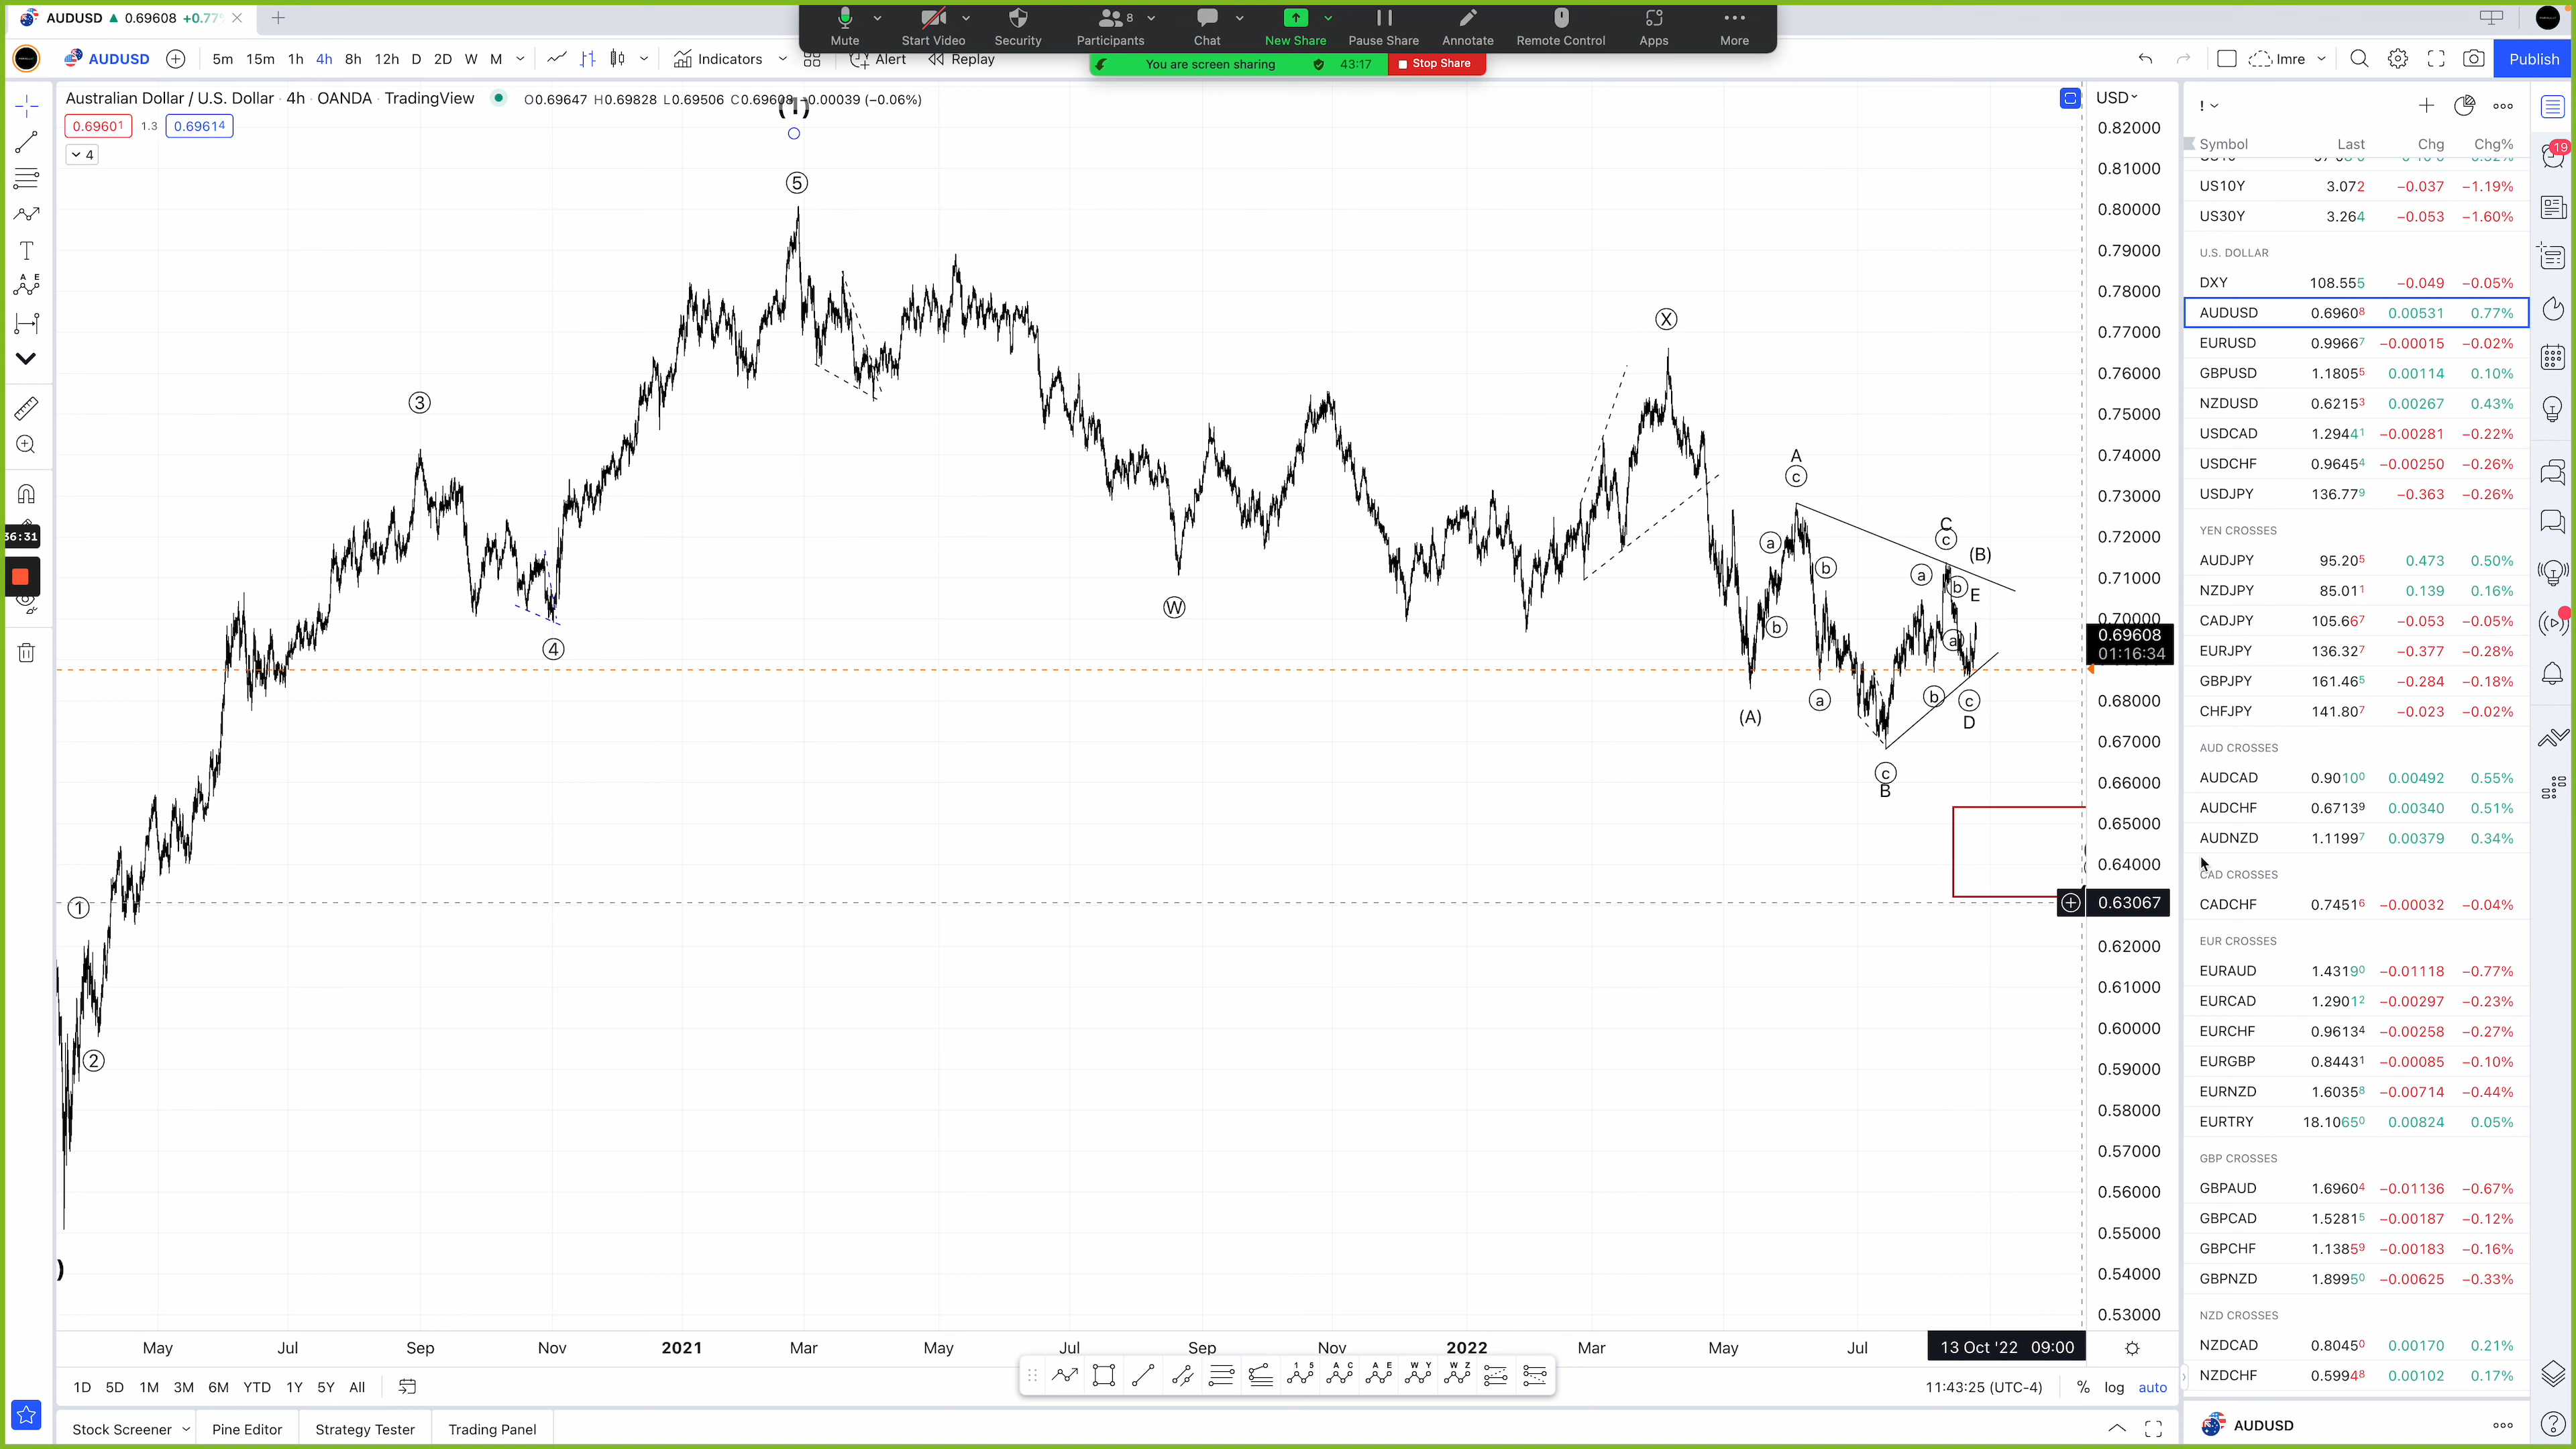 AUDUSD ▲ 0.69608 +0.77
Mute Start Video Security Participants 8 Chat New Share Pause Share Annotate Remote Control Apps More
AUDUSD 5m 15m 1h 4h 8h 12h D 2D W M Indicators Alert Replay
You are screen sharing 43:17 Stop Share
Imre Publish
Australian Dollar / U.S. Dollar · 4h · OANDA · TradingView O0.69647 H0.69828 L0.69506 C0.69608 −0.00039 (−0.06%)
0.69601 1.3 0.69614
4
(1)
5
3
4
1
2
W
X
A
c
a
b
b
(A)
a
c
B
C
c
(B)
a
b
E
a
b
c
D
)
36:31
USD
0.82000
0.81000
0.80000
0.79000
0.78000
0.77000
0.76000
0.75000
0.74000
0.73000
0.72000
0.71000
0.70000
0.69608
01:16:34
0.68000
0.67000
0.66000
0.65000
0.64000
0.63067
0.62000
0.61000
0.60000
0.59000
0.58000
0.57000
0.56000
0.55000
0.54000
0.53000
May Jul Sep Nov 2021 Mar May Jul Sep Nov 2022 Mar May Jul 13 Oct '22 09:00
1D 5D 1M 3M 6M YTD 1Y 5Y All
1 5 A C A E W Y W Z
11:43:25 (UTC-4) % log auto
Stock Screener Pine Editor Strategy Tester Trading Panel
!
Symbol Last Chg Chg%
US10Y 3.072 −0.037 −1.19%
US30Y 3.264 −0.053 −1.60%
U.S. DOLLAR
DXY 108.555 −0.049 −0.05%
AUDUSD 0.69608 0.00531 0.77%
EURUSD 0.99667 −0.00015 −0.02%
GBPUSD 1.18055 0.00114 0.10%
NZDUSD 0.62153 0.00267 0.43%
USDCAD 1.29441 −0.00281 −0.22%
USDCHF 0.96454 −0.00250 −0.26%
USDJPY 136.779 −0.363 −0.26%
YEN CROSSES
AUDJPY 95.205 0.473 0.50%
NZDJPY 85.011 0.139 0.16%
CADJPY 105.667 −0.053 −0.05%
EURJPY 136.327 −0.377 −0.28%
GBPJPY 161.465 −0.284 −0.18%
CHFJPY 141.807 −0.023 −0.02%
AUD CROSSES
AUDCAD 0.90100 0.00492 0.55%
AUDCHF 0.67139 0.00340 0.51%
AUDNZD 1.11997 0.00379 0.34%
CAD CROSSES
CADCHF 0.74516 −0.00032 −0.04%
EUR CROSSES
EURAUD 1.43190 −0.01118 −0.77%
EURCAD 1.29012 −0.00297 −0.23%
EURCHF 0.96134 −0.00258 −0.27%
EURGBP 0.84431 −0.00085 −0.10%
EURNZD 1.60358 −0.00714 −0.44%
EURTRY 18.10650 0.00824 0.05%
GBP CROSSES
GBPAUD 1.69604 −0.01136 −0.67%
GBPCAD 1.52815 −0.00187 −0.12%
GBPCHF 1.13859 −0.00183 −0.16%
GBPNZD 1.89950 −0.00625 −0.33%
NZD CROSSES
NZDCAD 0.80450 0.00170 0.21%
NZDCHF 0.59948 0.00102 0.17%
AUDUSD
19